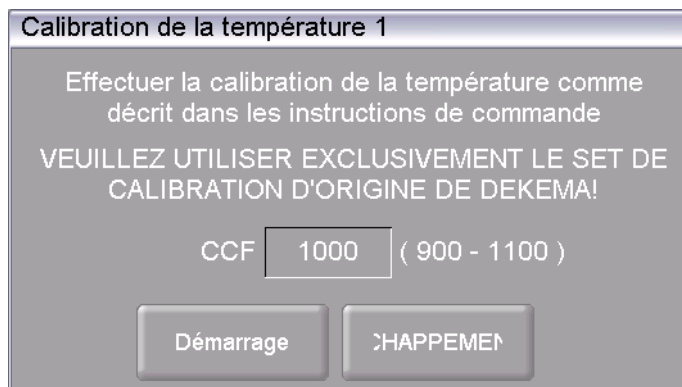 Calibration de la température 1
Effectuer la calibration de la température comme
décrit dans les instructions de commande
VEUILLEZ UTILISER EXCLUSIVEMENT LE SET DE
CALIBRATION D'ORIGINE DE DEKEMA!
CCF 1000 ( 900 - 1100 )
Démarrage